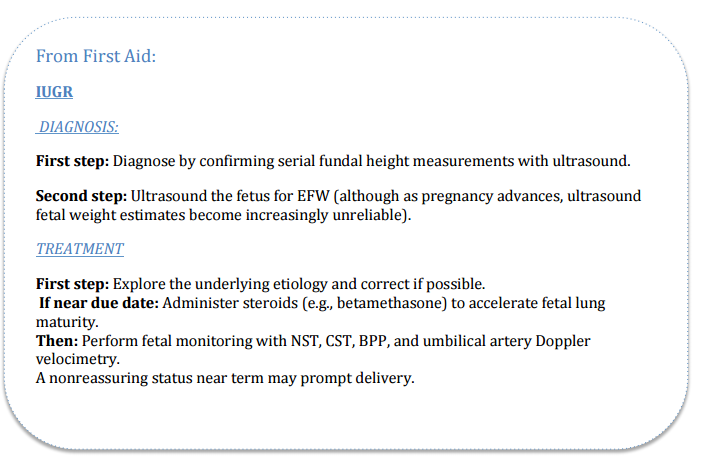 From First Aid:
IUGR
DIAGNOSIS:
First step: Diagnose by confirming serial fundal height measurements with ultrasound.
Second step: Ultrasound the fetus for EFW (although as pregnancy advances, ultrasound
fetal weight estimates become increasingly unreliable).
TREATMENT
First step: Explore the underlying etiology and correct if possible.
If near due date: Administer steroids (e.g., betamethasone) to accelerate fetal lung
maturity.
Then: Perform fetal monitoring with NST, CST, BPP, and umbilical artery Doppler
velocimetry.
A nonreassuring status near term may prompt delivery.